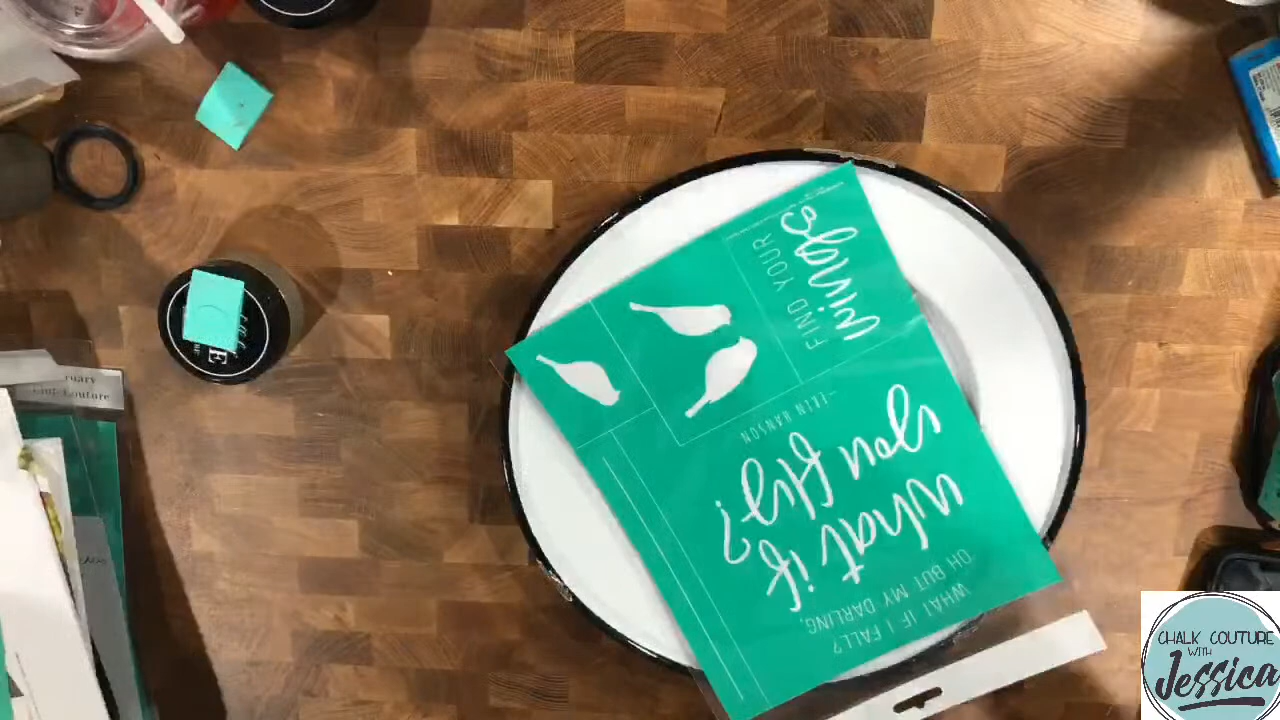 WHAT IF I FALL?
OH BUT MY DARLING,
what if
you fly?
—ERIN HANSON
FIND YOUR
wings
CHALK COUTURE
WITH
Jessica